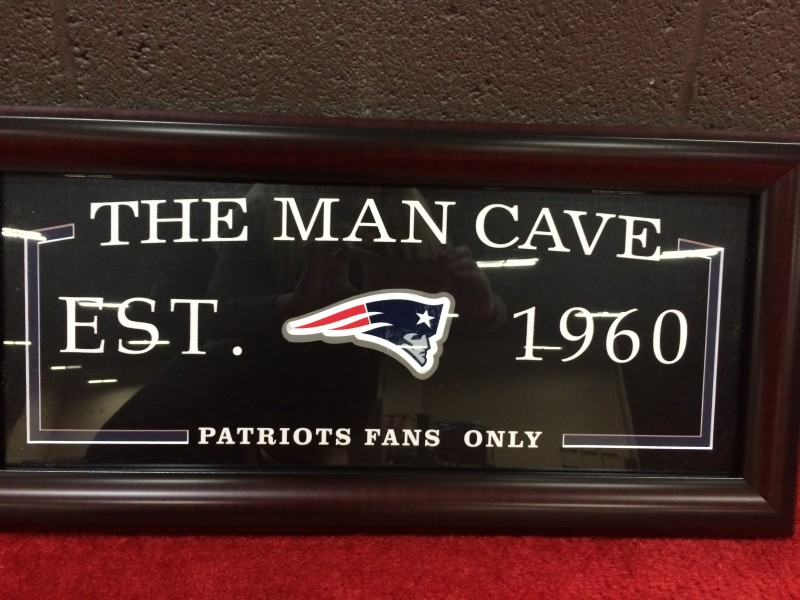 THE MAN CAVE
EST. 1960
PATRIOTS FANS ONLY